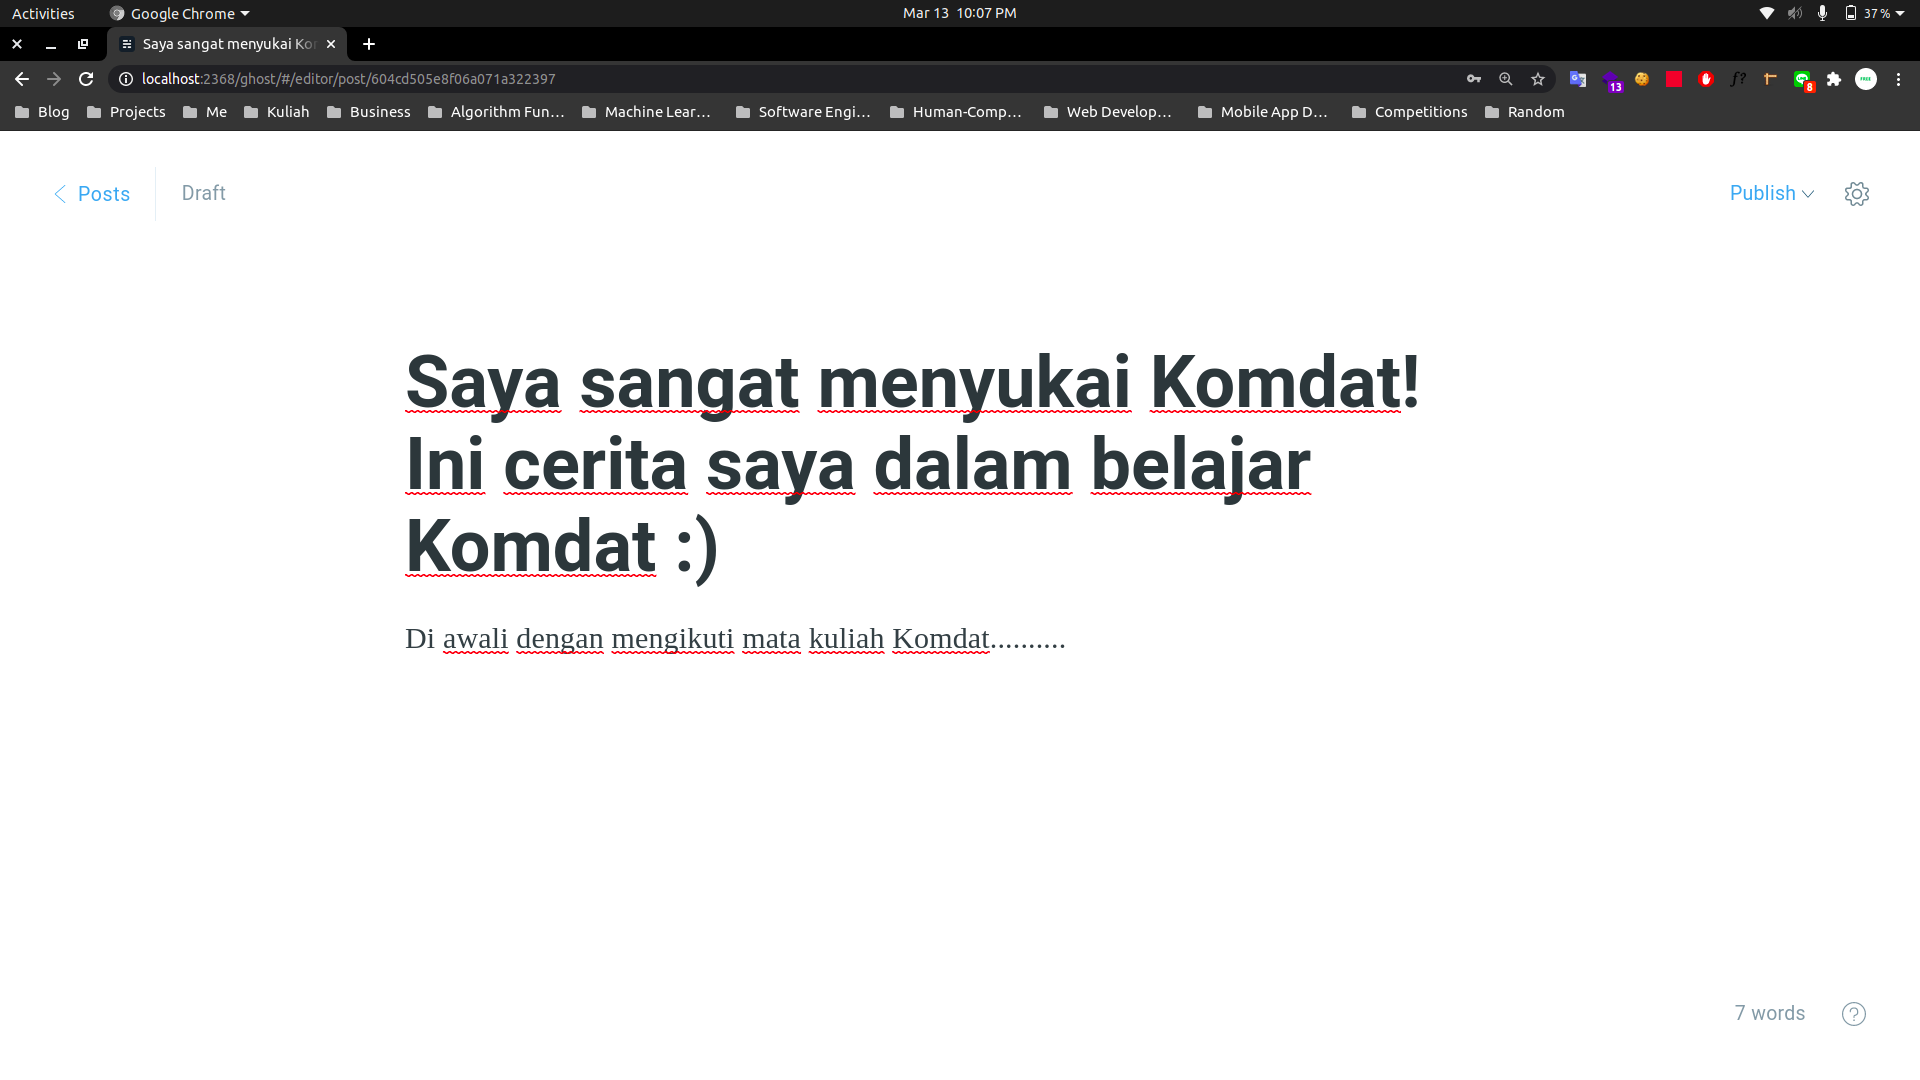 Activities Google Chrome Mar 13 10:07 PM 37 %
Saya sangat menyukai Ko
localhost:2368/ghost/#/editor/post/604cd505e8f06a071a322397 13 f? 8 FREE
Blog Projects Me Kuliah Business Algorithm Fun... Machine Lear... Software Engi... Human-Comp... Web Develop... Mobile App D... Competitions Random
Posts Draft Publish
Saya sangat menyukai Komdat!
Ini cerita saya dalam belajar
Komdat :)
Di awali dengan mengikuti mata kuliah Komdat..........
7 words ?